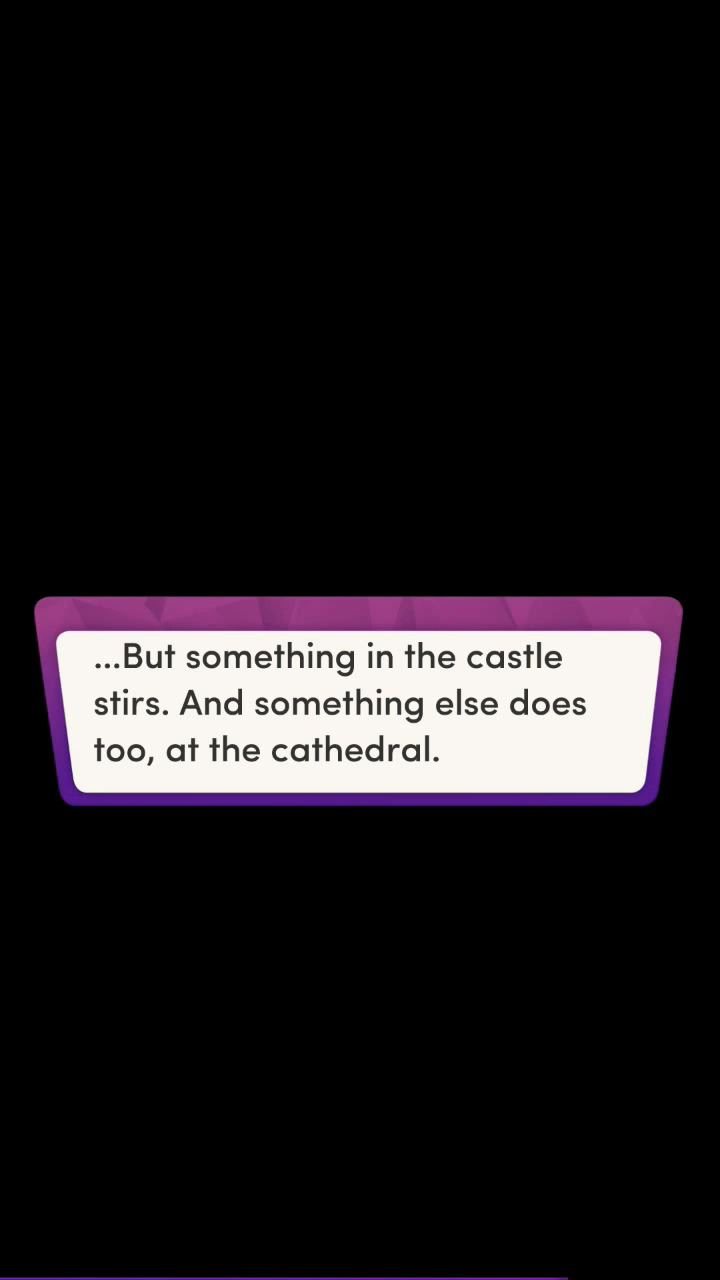 ...But something in the castle
stirs. And something else does
too, at the cathedral.